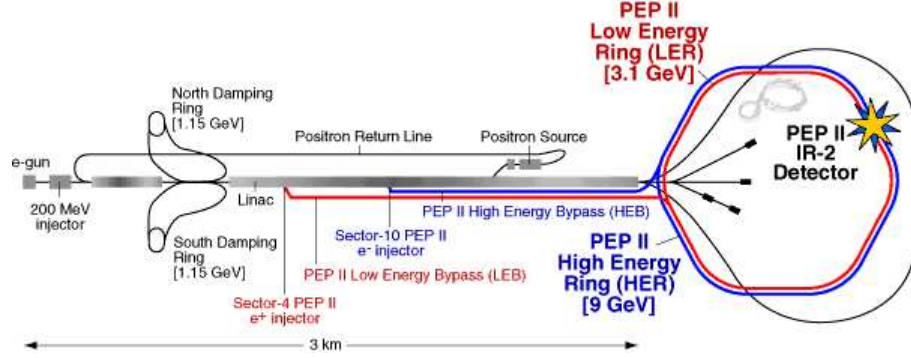 PEP II
Low Energy
Ring (LER)
[3.1 GeV]
North Damping
Ring
[1.15 GeV]
Positron Return Line
Positron Source
e-gun
PEP II
IR-2
Detector
200 MeV
injector
Linac
PEP II High Energy Bypass (HEB)
South Damping
Ring
[1.15 GeV]
Sector-10 PEP II
e⁻ injector
PEP II Low Energy Bypass (LEB)
PEP II
High Energy
Ring (HER)
[9 GeV]
Sector-4 PEP II
e⁺ injector
3 km